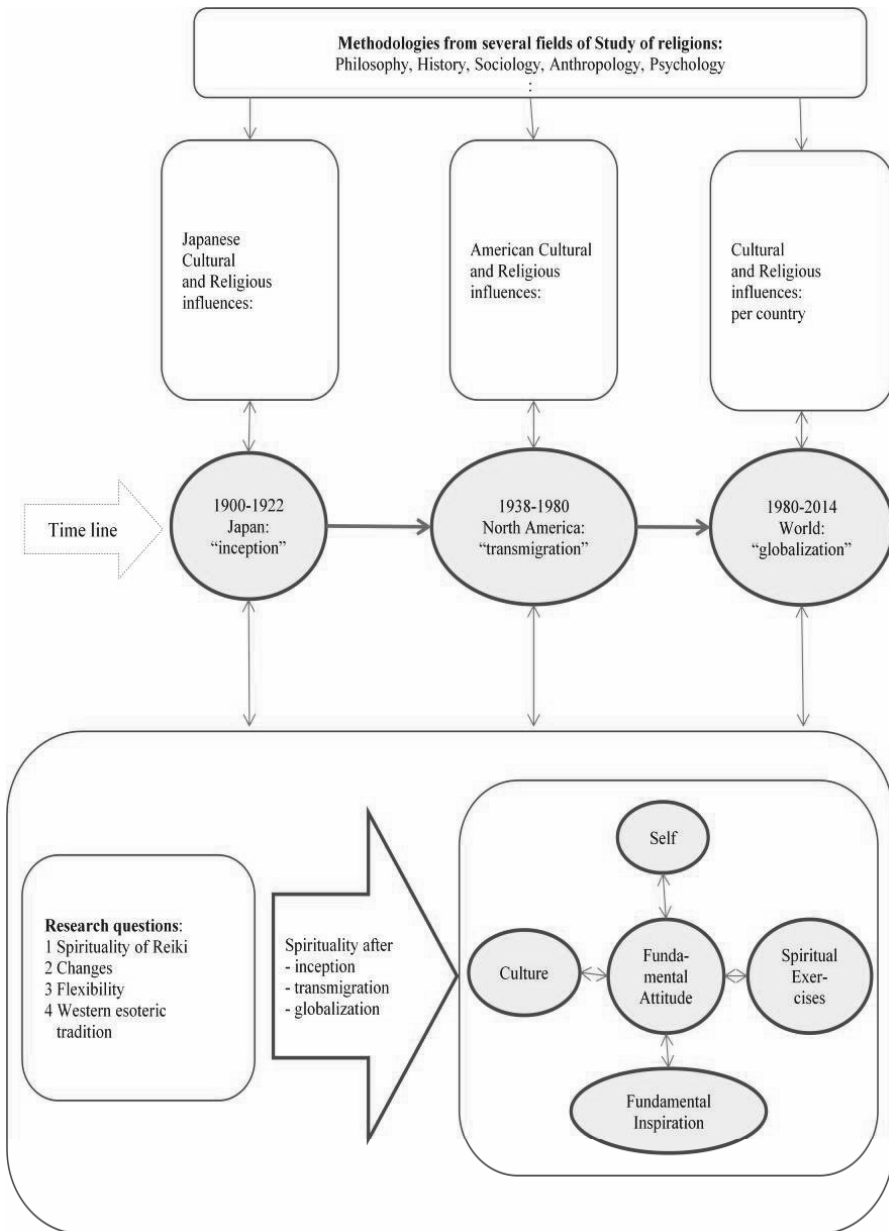 Methodologies from several fields of Study of religions:
Philosophy, History, Sociology, Anthropology, Psychology
:
Japanese
Cultural
and Religious
influences:
American Cultural
and Religious
influences:
Cultural
and Religious
influences:
per country
Time line
1900-1922
Japan:
“inception”
1938-1980
North America:
“transmigration”
1980-2014
World:
“globalization”
Research questions:
1 Spirituality of Reiki
2 Changes
3 Flexibility
4 Western esoteric
tradition
Spirituality after
- inception
- transmigration
- globalization
Self
Culture
Funda-
mental
Attitude
Spiritual
Exer-
cises
Fundamental
Inspiration